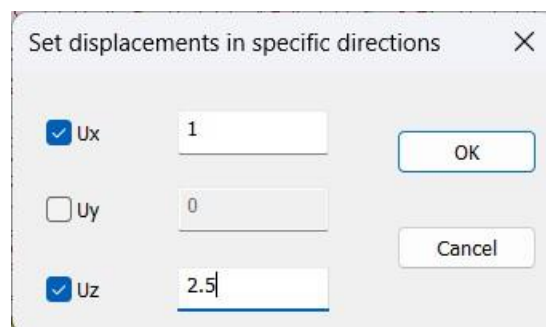 Set displacements in specific directions
Ux 1
OK
Uy 0
Cancel
Uz 2.5